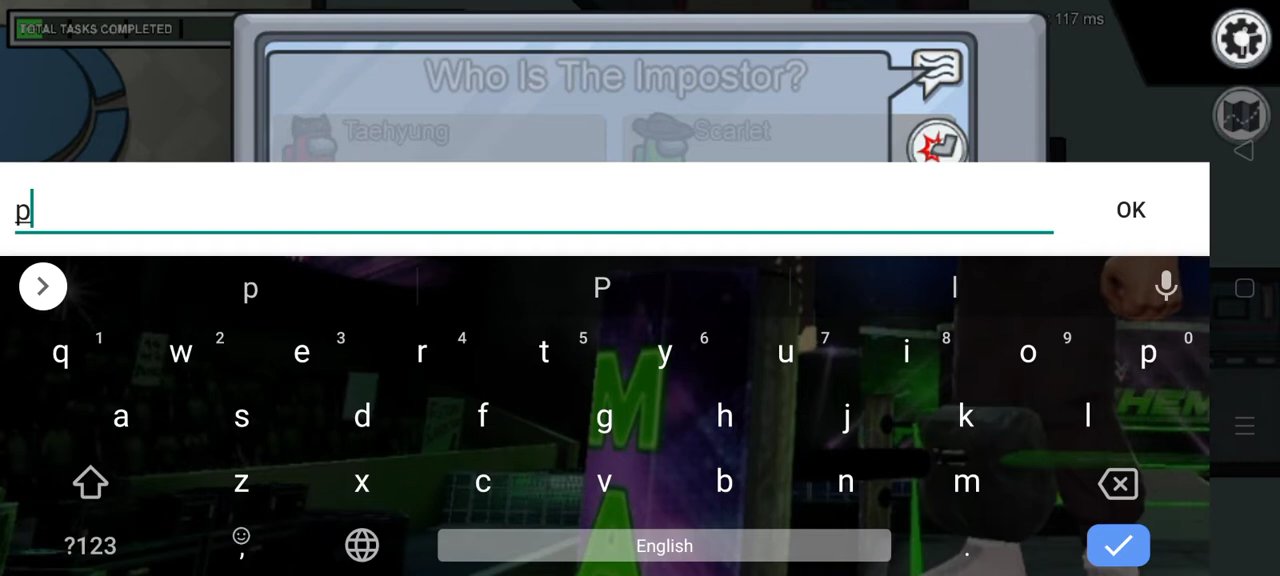 TOTAL TASKS COMPLETED
117 ms
Who Is The Impostor?
Taehyung Scarlet
p OK
p P I
1 2 3 4 5 6 7 8 9 0
q w e r t y u i o p
a s d f g h j k l
z x c v b n m
?123 , English .
M
HEM
A